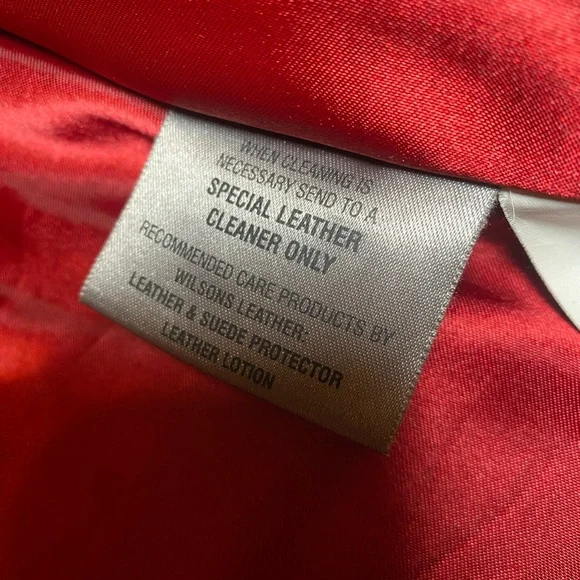 WHEN CLEANING IS
NECESSARY SEND TO A
SPECIAL LEATHER
CLEANER ONLY
RECOMMENDED CARE PRODUCTS BY
WILSONS LEATHER:
LEATHER & SUEDE PROTECTOR
LEATHER LOTION